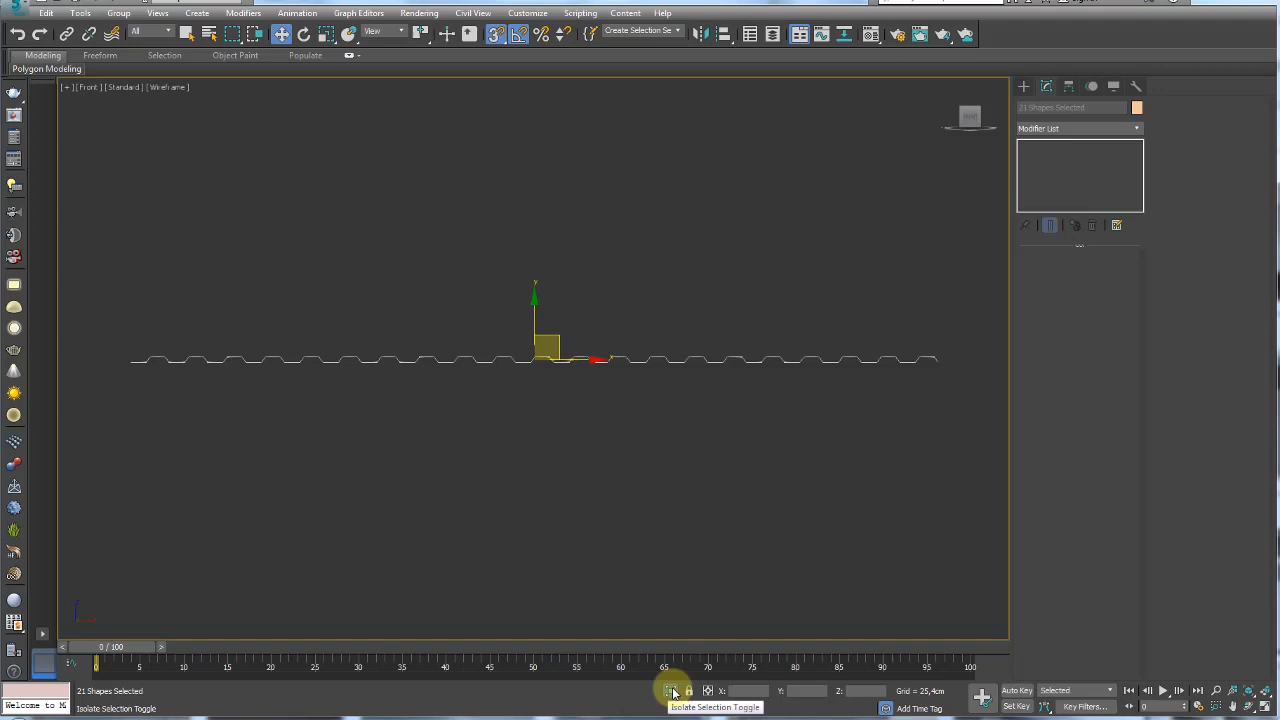 Edit Tools Group Views Create Modifiers Animation Graph Editors Rendering Civil View Customize Scripting Content Help
All View 3 Create Selection Se
Modeling Freeform Selection Object Paint Populate
Polygon Modeling
[+] [Front] [Standard] [Wireframe]
21 Shapes Selected
Modifier List
y
x
0 / 100
0 5 10 15 20 25 30 35 40 45 50 55 60 65 70 75 80 85 90 95 100
21 Shapes Selected X: Y: Z: Grid = 25,4cm Auto Key Selected
Welcome to M Isolate Selection Toggle Isolate Selection Toggle Add Time Tag Set Key Key Filters... 0